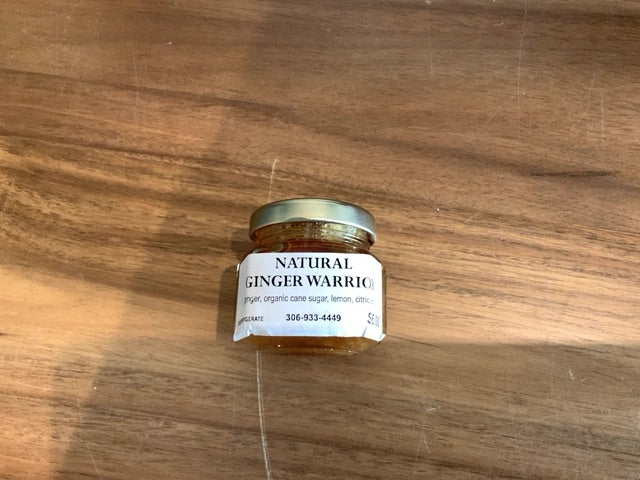 NATURAL
GINGER WARRIOR
ginger, organic cane sugar, lemon, citric
306-933-4449